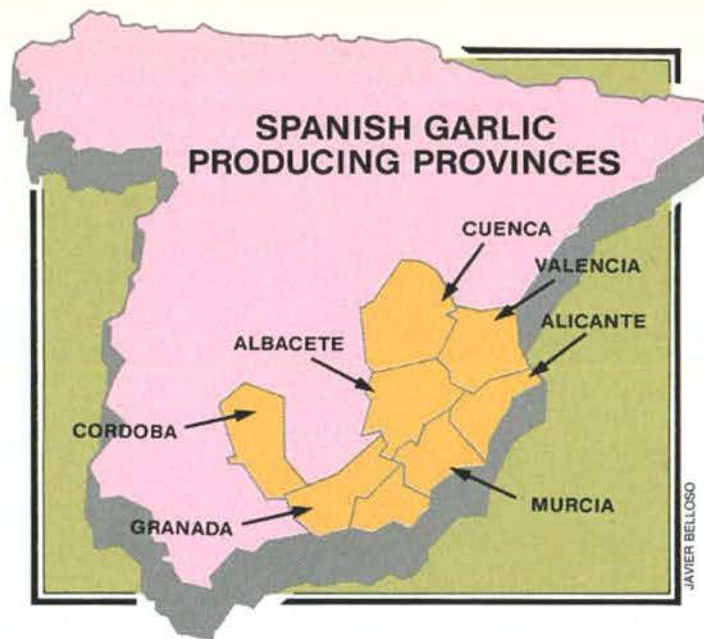 SPANISH GARLIC
PRODUCING PROVINCES
CUENCA
VALENCIA
ALICANTE
ALBACETE
CORDOBA
GRANADA
MURCIA
JAVIER BELLOSO